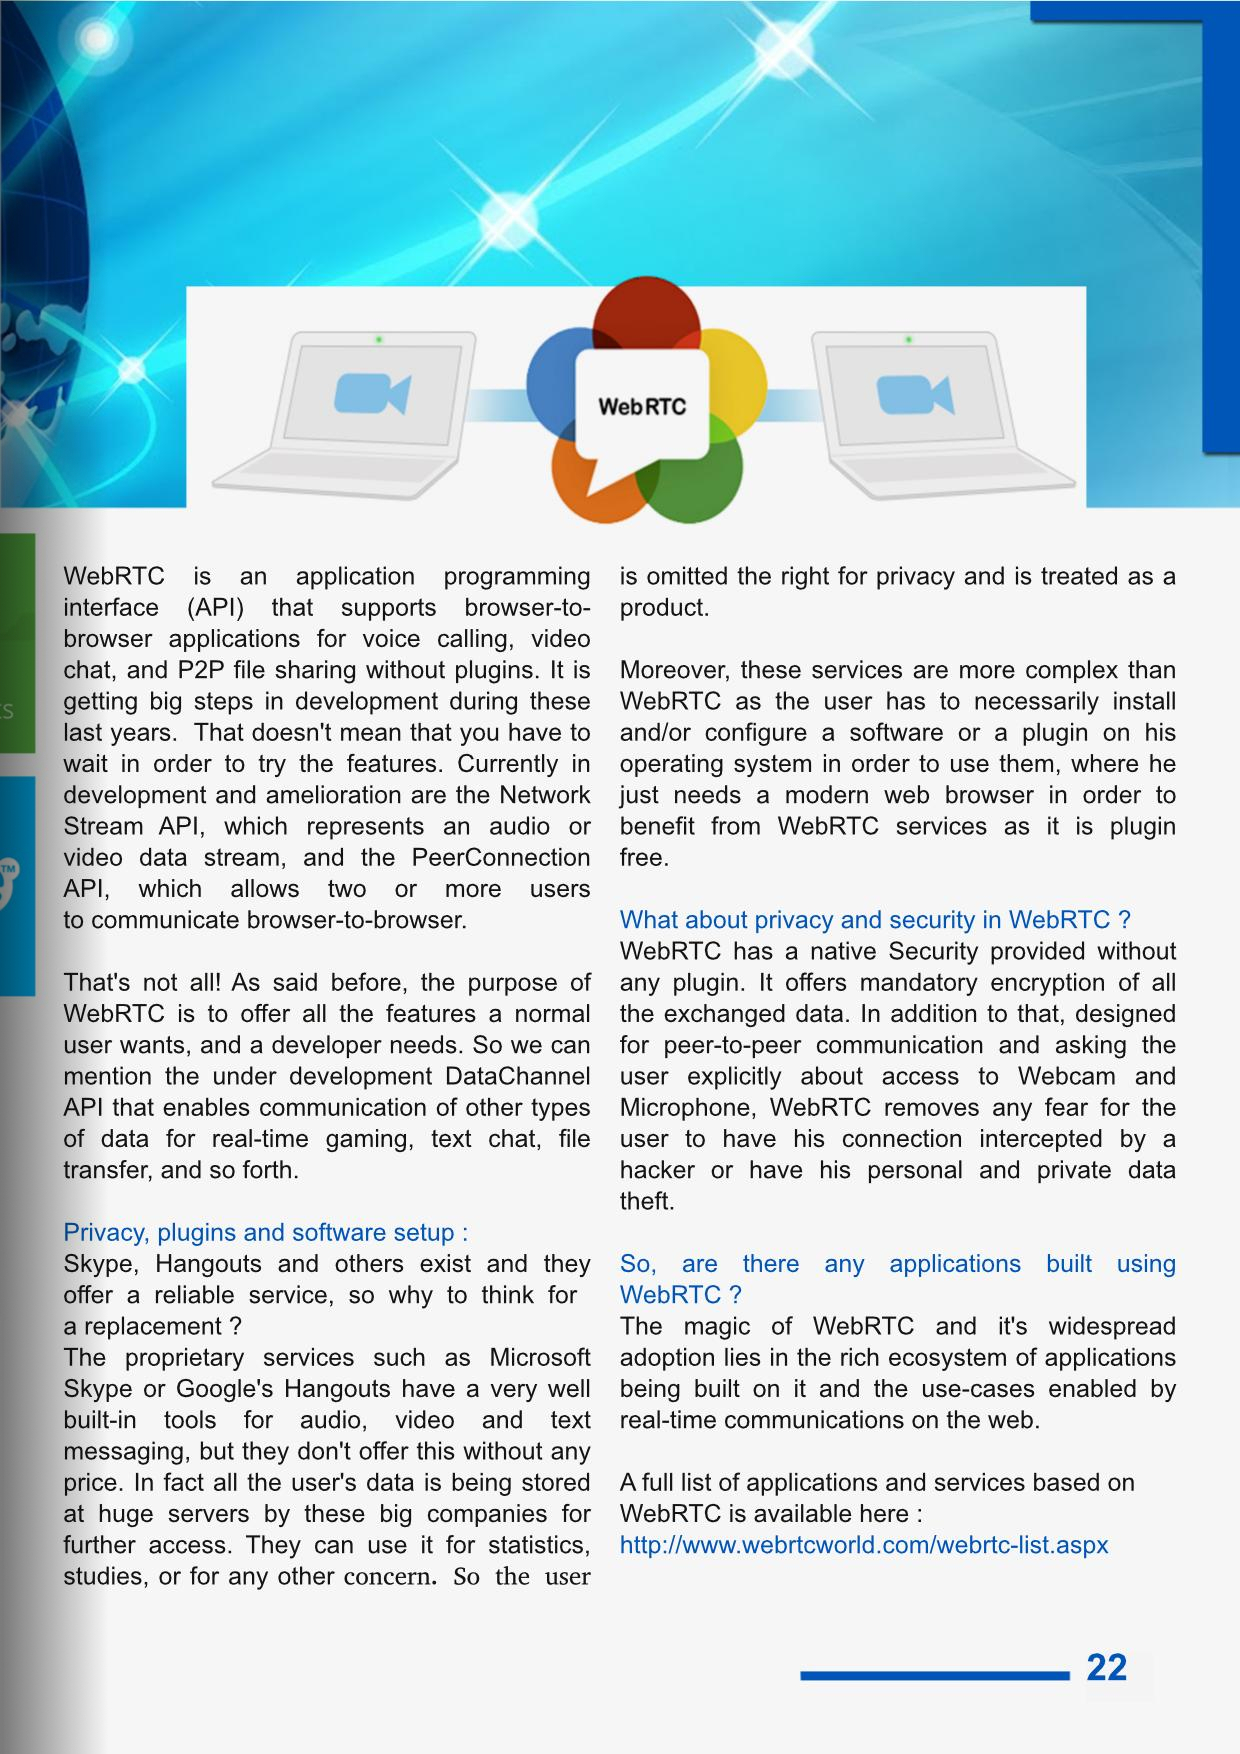 WebRTC
WebRTC is an application programming
interface (API) that supports browser-to-
browser applications for voice calling, video
chat, and P2P file sharing without plugins. It is
getting big steps in development during these
last years. That doesn't mean that you have to
wait in order to try the features. Currently in
development and amelioration are the Network
Stream API, which represents an audio or
video data stream, and the PeerConnection
API, which allows two or more users
to communicate browser-to-browser.
That's not all! As said before, the purpose of
WebRTC is to offer all the features a normal
user wants, and a developer needs. So we can
mention the under development DataChannel
API that enables communication of other types
of data for real-time gaming, text chat, file
transfer, and so forth.
Privacy, plugins and software setup :
Skype, Hangouts and others exist and they
offer a reliable service, so why to think for
a replacement ?
The proprietary services such as Microsoft
Skype or Google's Hangouts have a very well
built-in tools for audio, video and text
messaging, but they don't offer this without any
price. In fact all the user's data is being stored
at huge servers by these big companies for
further access. They can use it for statistics,
studies, or for any other concern. So the user
is omitted the right for privacy and is treated as a
product.
Moreover, these services are more complex than
WebRTC as the user has to necessarily install
and/or configure a software or a plugin on his
operating system in order to use them, where he
just needs a modern web browser in order to
benefit from WebRTC services as it is plugin
free.
What about privacy and security in WebRTC ?
WebRTC has a native Security provided without
any plugin. It offers mandatory encryption of all
the exchanged data. In addition to that, designed
for peer-to-peer communication and asking the
user explicitly about access to Webcam and
Microphone, WebRTC removes any fear for the
user to have his connection intercepted by a
hacker or have his personal and private data
theft.
So, are there any applications built using
WebRTC ?
The magic of WebRTC and it's widespread
adoption lies in the rich ecosystem of applications
being built on it and the use-cases enabled by
real-time communications on the web.
A full list of applications and services based on
WebRTC is available here :
http://www.webrtcworld.com/webrtc-list.aspx
22